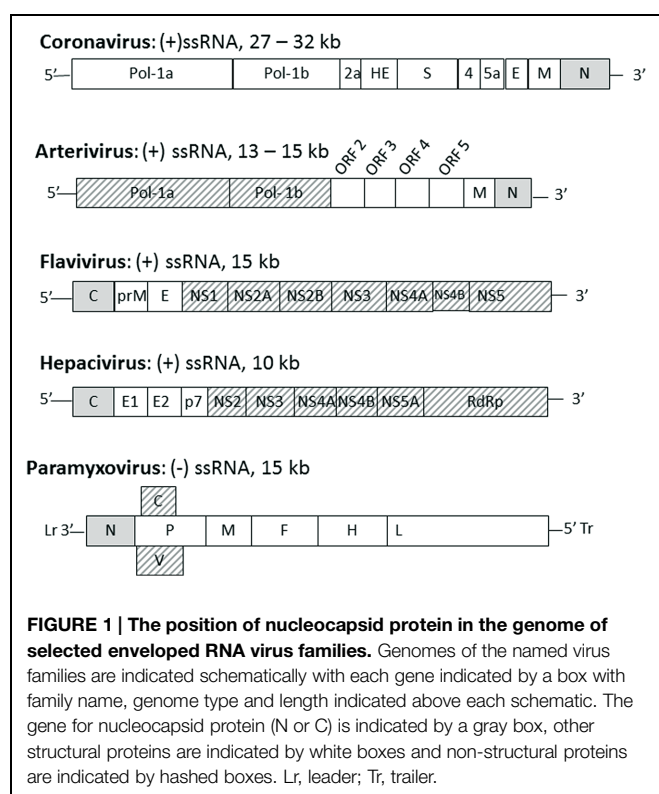 Coronavirus: (+)ssRNA, 27 – 32 kb
5’ Pol-1a Pol-1b 2a HE S 4 5a E M N 3’
Arterivirus: (+) ssRNA, 13 – 15 kb
ORF 2 ORF 3 ORF 4 ORF 5
5’ Pol-1a Pol- 1b M N 3’
Flavivirus: (+) ssRNA, 15 kb
5’ C prM E NS1 NS2A NS2B NS3 NS4A NS4B NS5 3’
Hepacivirus: (+) ssRNA, 10 kb
5’ C E1 E2 p7 NS2 NS3 NS4A NS4B NS5A RdRp 3’
Paramyxovirus: (-) ssRNA, 15 kb
C
Lr 3’ N P M F H L 5’ Tr
V
FIGURE 1 | The position of nucleocapsid protein in the genome of
selected enveloped RNA virus families. Genomes of the named virus
families are indicated schematically with each gene indicated by a box with
family name, genome type and length indicated above each schematic. The
gene for nucleocapsid protein (N or C) is indicated by a gray box, other
structural proteins are indicated by white boxes and non-structural proteins
are indicated by hashed boxes. Lr, leader; Tr, trailer.